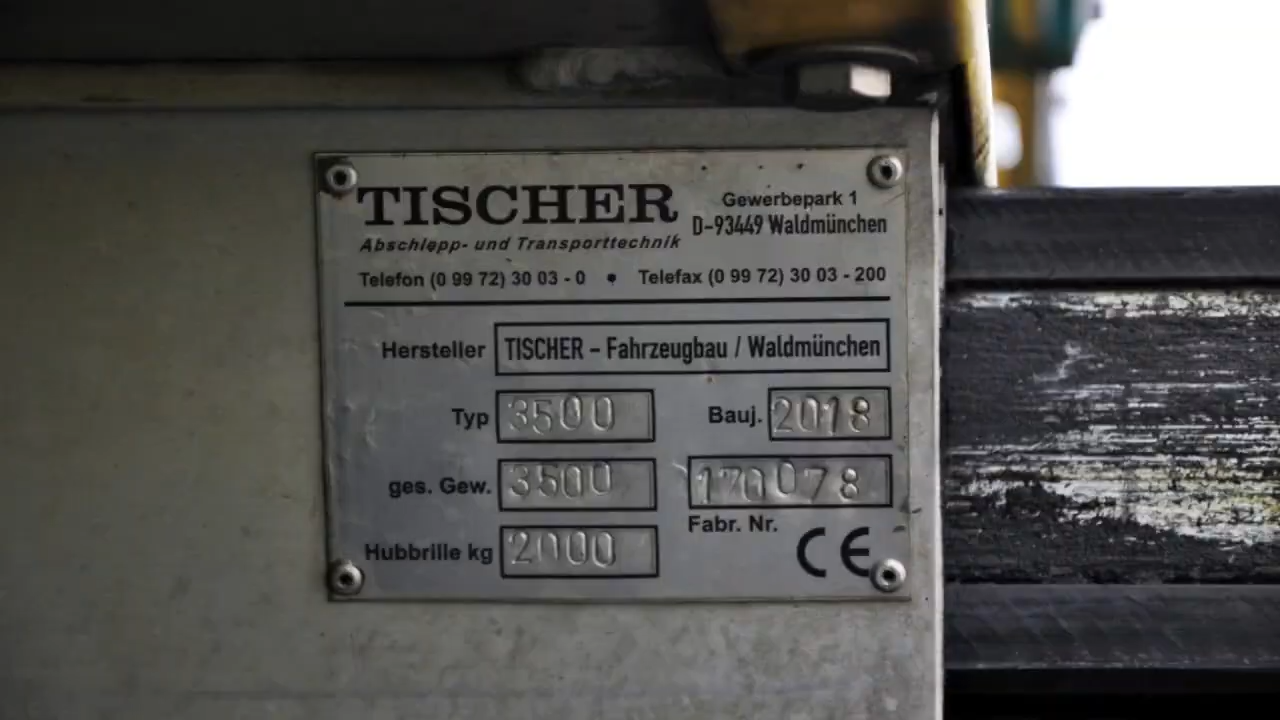 TISCHER
Abschlepp- und Transporttechnik
Gewerbepark 1
D-93449 Waldmünchen
Telefon (0 99 72) 30 03 - 0 • Telefax (0 99 72) 30 03 - 200
Hersteller TISCHER - Fahrzeugbau / Waldmünchen
Typ 3500 Bauj. 2018
ges. Gew. 3500 170078
Fabr. Nr.
Hubbrille kg 2000 CE